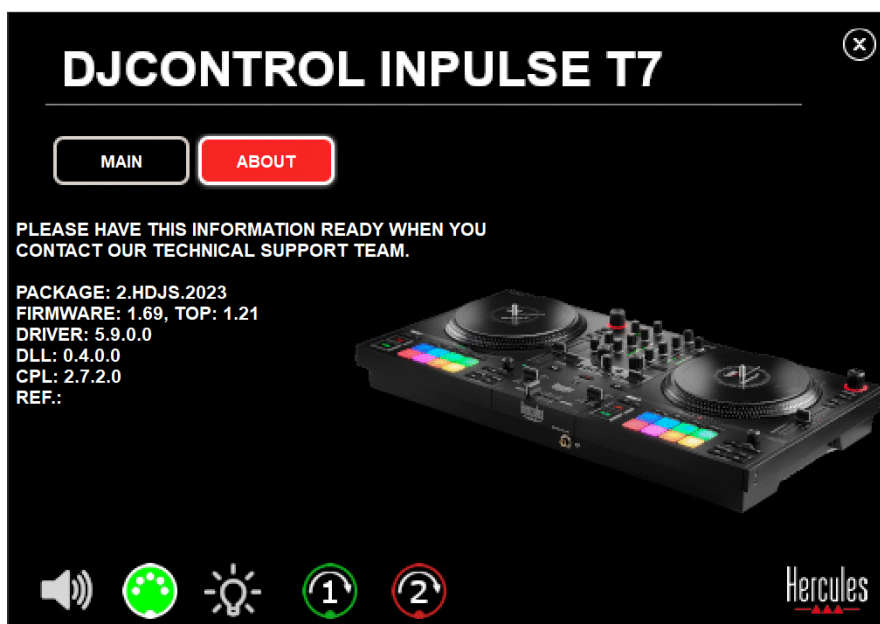 DJCONTROL INPULSE T7
MAIN
ABOUT
PLEASE HAVE THIS INFORMATION READY WHEN YOU
CONTACT OUR TECHNICAL SUPPORT TEAM.
PACKAGE: 2.HDJS.2023
FIRMWARE: 1.69, TOP: 1.21
DRIVER: 5.9.0.0
DLL: 0.4.0.0
CPL: 2.7.2.0
REF.:
1
2
Hercules